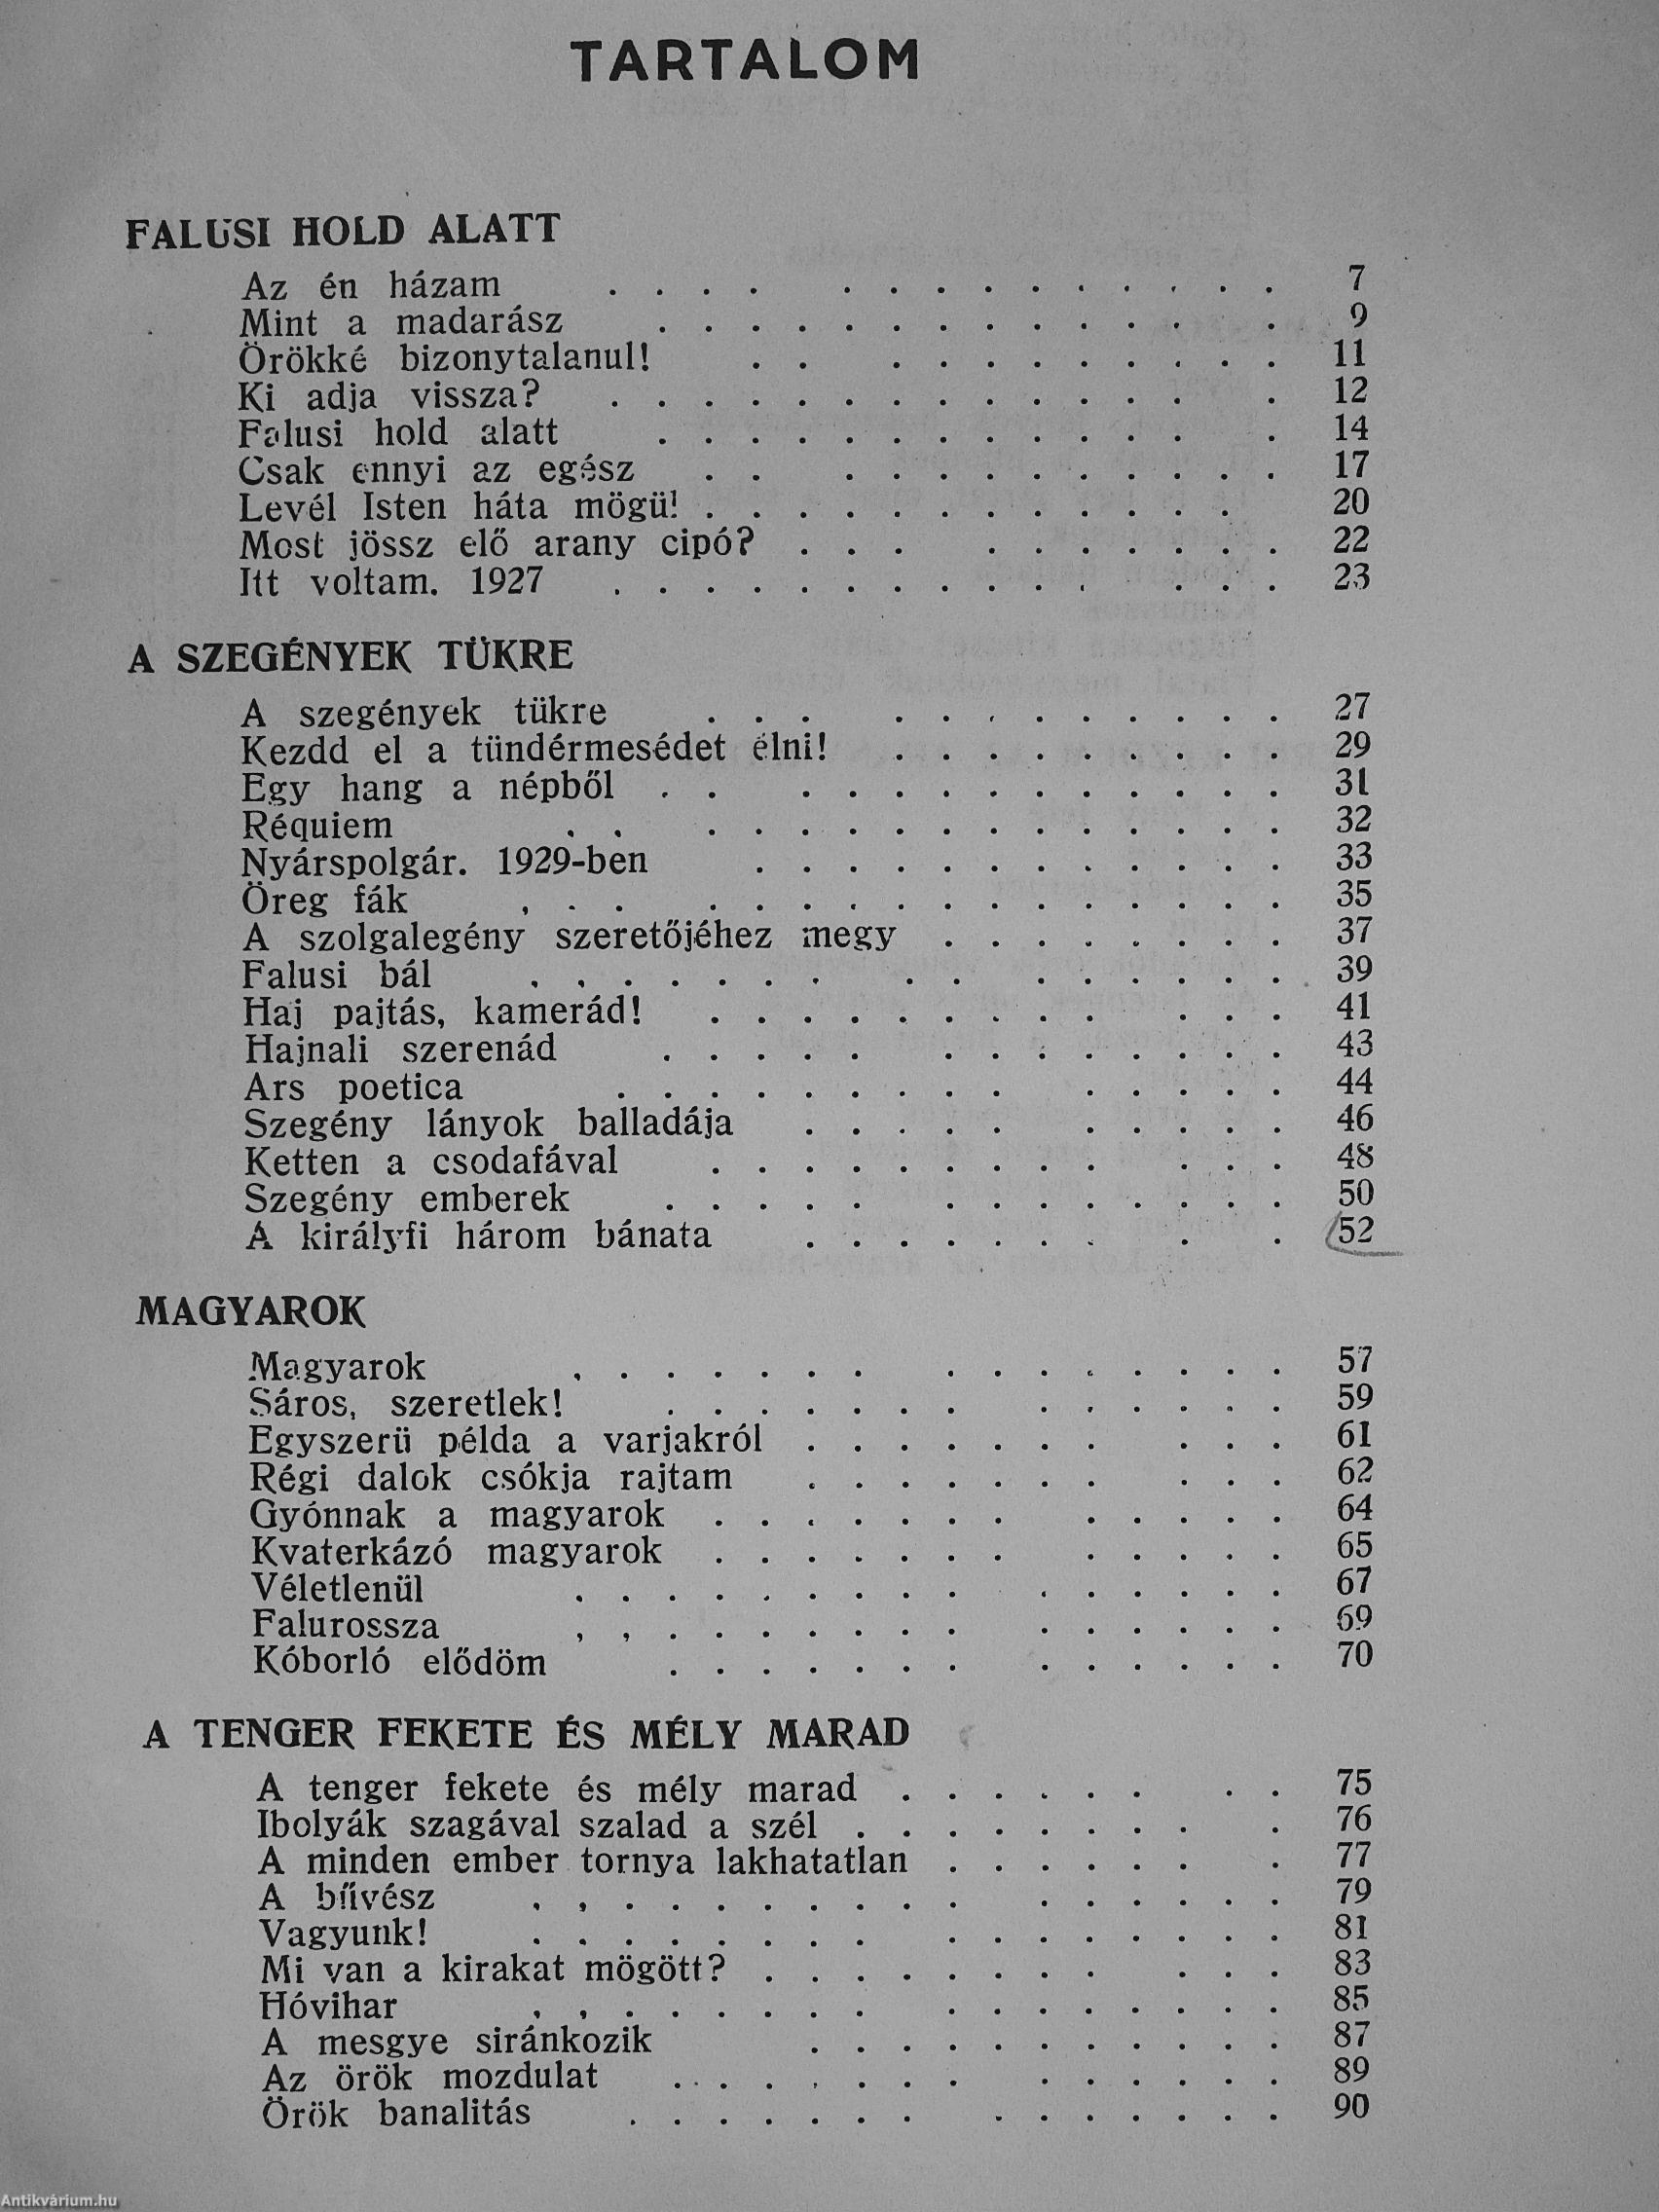 TARTALOM
FALUSI HOLD ALATT
Az én házam . . . . . . . . . . . . . . 7
Mint a madarász . . . . . . . . . . . . . 9
Örökké bizonytalanul! . . . . . . . . . . . 11
Ki adja vissza? . . . . . . . . . . . . . . 12
Falusi hold alatt . . . . . . . . . . . . . 14
Csak ennyi az egész . . . . . . . . . . . . 17
Levél Isten háta mögül . . . . . . . . . . . . 20
Most jössz elő arany cipó? . . . . . . . . . . 22
Itt voltam. 1927 . . . . . . . . . . . . . . 23
A SZEGÉNYEK TÜKRE
A szegények tükre . . . . . . . . . . . . 27
Kezdd el a tündérmesédet élni! . . . . . . . . . 29
Egy hang a népből . . . . . . . . . . . . . 31
Réquiem . . . . . . . . . . . . . . . 32
Nyárspolgár. 1929-ben . . . . . . . . . . . . 33
Öreg fák . . . . . . . . . . . . . . . . 35
A szolgalegény szeretőjéhez megy . . . . . . . . 37
Falusi bál . . . . . . . . . . . . . . . . 39
Haj pajtás, kamerád! . . . . . . . . . . . . 41
Hajnali szerenád . . . . . . . . . . . . . 43
Ars poetica . . . . . . . . . . . . . . 44
Szegény lányok balladája . . . . . . . . . . 46
Ketten a csodafával . . . . . . . . . . . . 48
Szegény emberek . . . . . . . . . . . . . 50
A királyfi három bánata . . . . . . . . . 52
MAGYAROK
Magyarok . . . . . . . . . . . . . . . 57
Sáros, szeretlek! . . . . . . . . . . . . . 59
Egyszerü példa a varjakról . . . . . . . . . . 61
Régi dalok csókja rajtam . . . . . . . . . . 62
Gyónnak a magyarok . . . . . . . . . . . . 64
Kvaterkázó magyarok . . . . . . . . . . . . 65
Véletlenül . . . . . . . . . . . . . . . 67
Falurossza . . . . . . . . . . . . . . . 69
Kóborló elődöm . . . . . . . . . . . . . 70
A TENGER FEKETE ÉS MÉLY MARAD
A tenger fekete és mély marad . . . . . . . . 75
Ibolyák szagával szalad a szél . . . . . . . . . 76
A minden ember tornya lakhatatlan . . . . . . . 77
A bűvész . . . . . . . . . . . . . . . . 79
Vagyunk! . . . . . . . . . . . . . . . . 81
Mi van a kirakat mögött? . . . . . . . . . . . 83
Hóvihar . . . . . . . . . . . . . . . . 85
A mesgye siránkozik . . . . . . . . . . . 87
Az örök mozdulat . . . . . . . . . . . . . 89
Örök banalitás . . . . . . . . . . . . . . 90
Antikvárium.hu